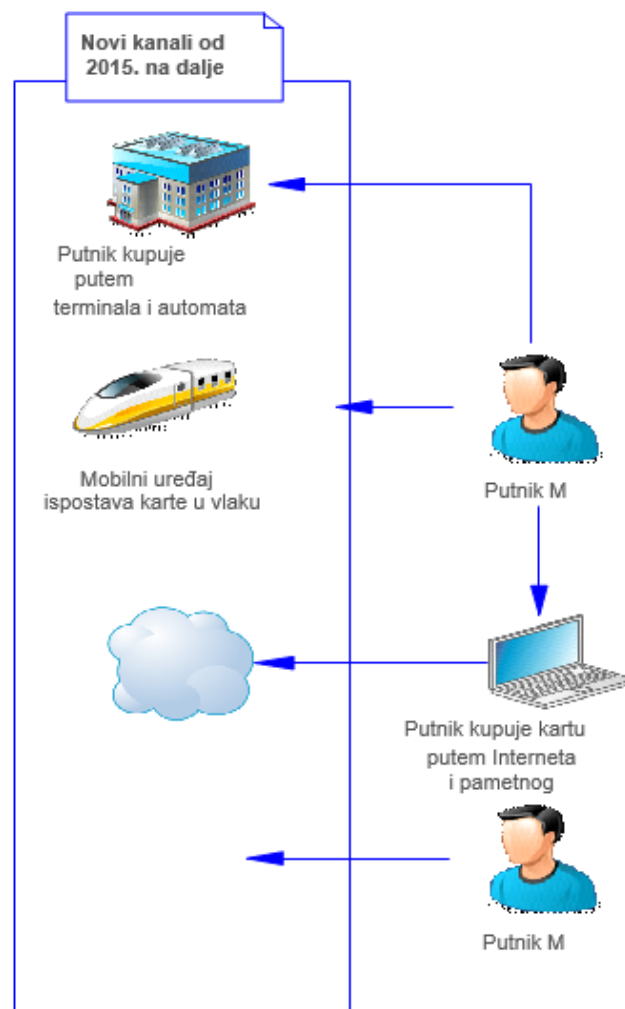 Novi kanali od
2015. na dalje
Putnik kupuje
putem
terminala i automata
Mobilni uređaj
ispostava karte u vlaku
Putnik M
Putnik kupuje kartu
putem Interneta
i pametnog
Putnik M